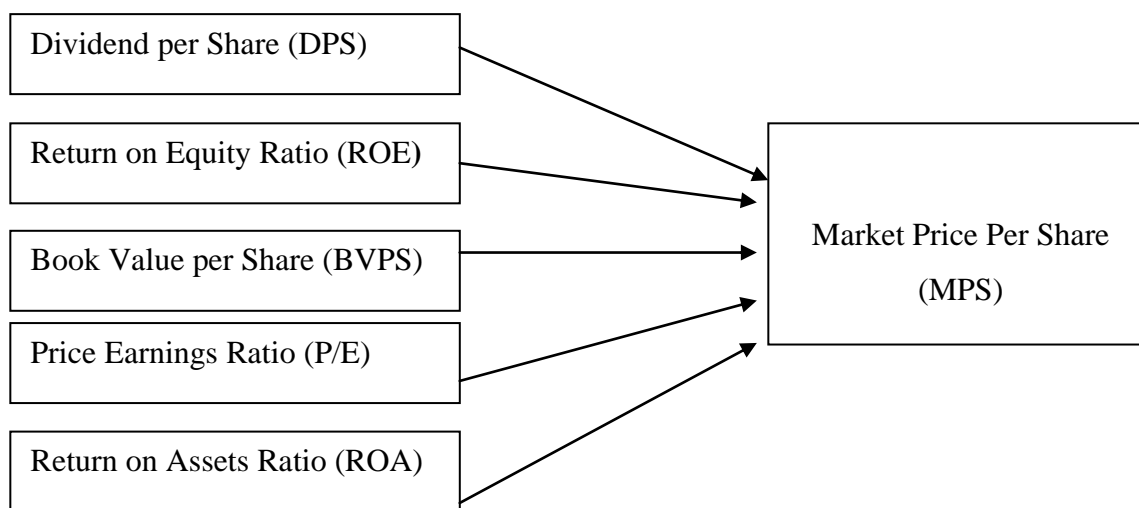 Dividend per Share (DPS)
Return on Equity Ratio (ROE)
Book Value per Share (BVPS)
Price Earnings Ratio (P/E)
Return on Assets Ratio (ROA)
Market Price Per Share
(MPS)